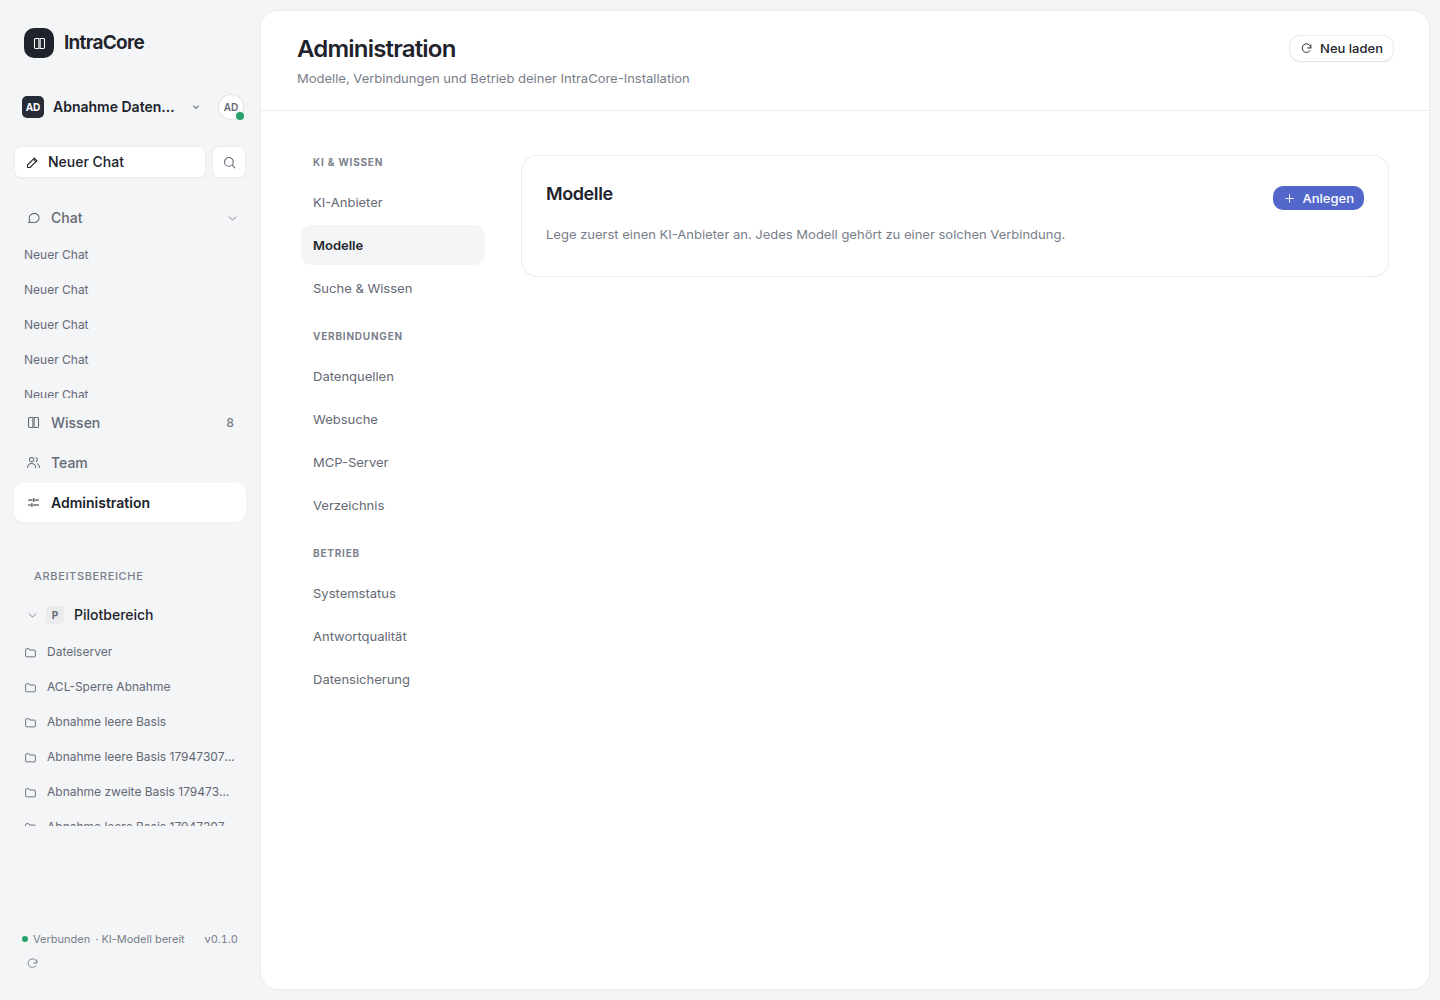 IntraCore
AD Abnahme Daten... AD
Neuer Chat
Chat
Neuer Chat
Neuer Chat
Neuer Chat
Neuer Chat
Neuer Chat
Wissen 8
Team
Administration
ARBEITSBEREICHE
P Pilotbereich
Dateiserver
ACL-Sperre Abnahme
Abnahme leere Basis
Abnahme leere Basis 17947307...
Abnahme zweite Basis 179473...
Abnahme leere Basis 17947307...
Verbunden · KI-Modell bereit v0.1.0
Administration
Modelle, Verbindungen und Betrieb deiner IntraCore-Installation
Neu laden
KI & WISSEN
KI-Anbieter
Modelle
Suche & Wissen
VERBINDUNGEN
Datenquellen
Websuche
MCP-Server
Verzeichnis
BETRIEB
Systemstatus
Antwortqualität
Datensicherung
Modelle
Anlegen
Lege zuerst einen KI-Anbieter an. Jedes Modell gehört zu einer solchen Verbindung.